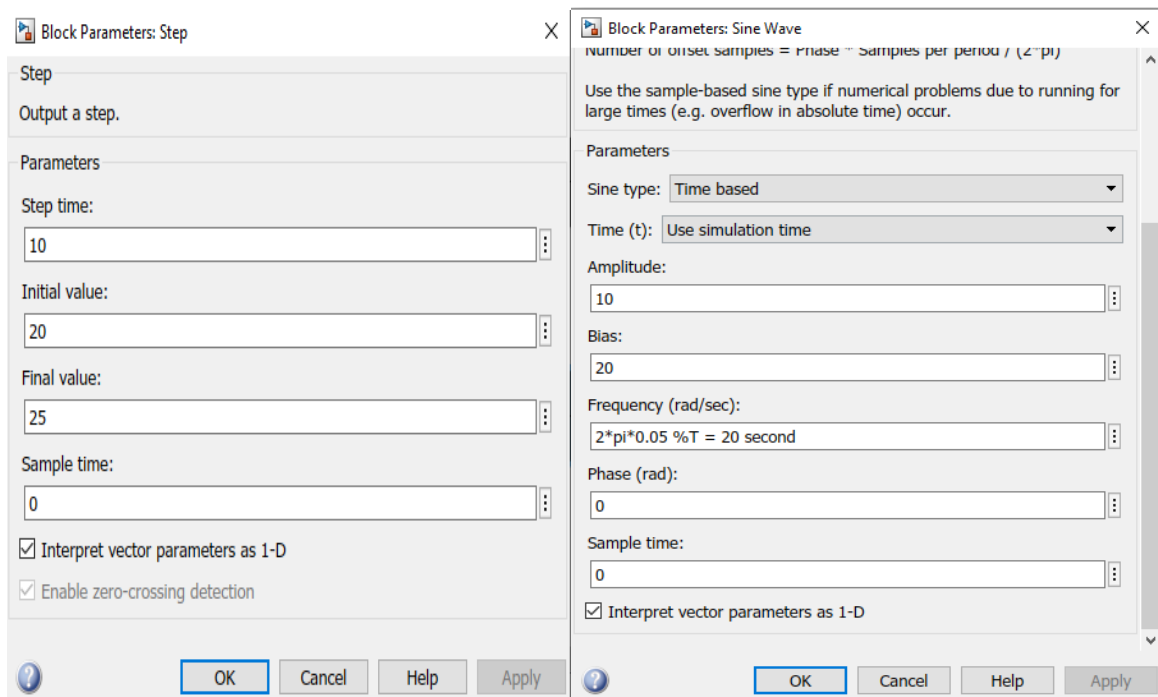 Block Parameters: Step
Step
Output a step.
Parameters
Step time:
10
Initial value:
20
Final value:
25
Sample time:
0
Interpret vector parameters as 1-D
Enable zero-crossing detection
OK
Cancel
Help
Apply
Block Parameters: Sine Wave
Number of offset samples = Phase * Samples per period / (2*pi)
Use the sample-based sine type if numerical problems due to running for
large times (e.g. overflow in absolute time) occur.
Parameters
Sine type: Time based
Time (t): Use simulation time
Amplitude:
10
Bias:
20
Frequency (rad/sec):
2*pi*0.05 %T = 20 second
Phase (rad):
0
Sample time:
0
Interpret vector parameters as 1-D
OK
Cancel
Help
Apply